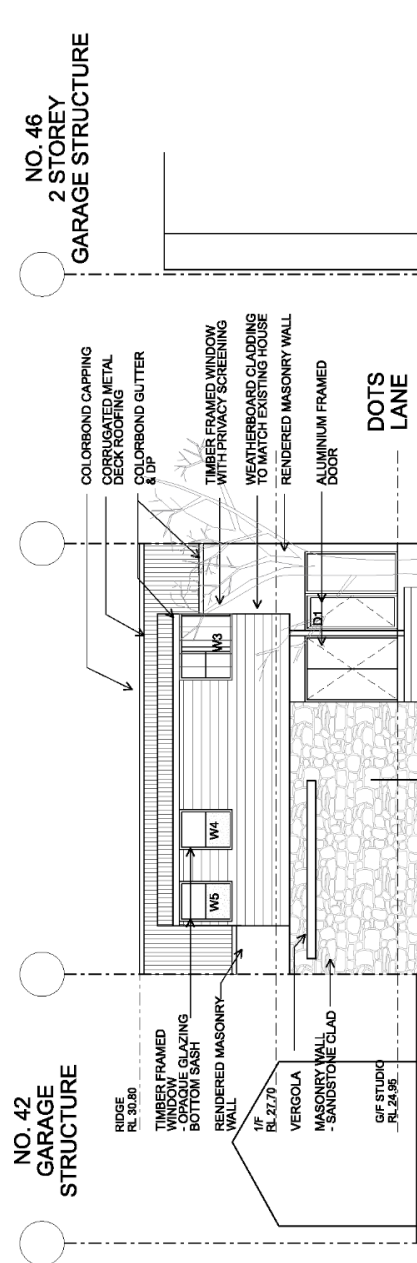 NO. 42
GARAGE
STRUCTURE
NO. 46
2 STOREY
GARAGE STRUCTURE
RIDGE
RL 30.80
TIMBER FRAMED
WINDOW
- OPAQUE GLAZING
BOTTOM SASH
RENDERED MASONRY
WALL
1/F
RL 27.70
VERGOLA
MASONRY WALL
- SANDSTONE CLAD
G/F STUDIO
RL 24.95
W5
W4
W3
D1
COLORBOND CAPPING
CORRUGATED METAL
DECK ROOFING
COLORBOND GUTTER
& DP
TIMBER FRAMED WINDOW
WITH PRIVACY SCREENING
WEATHERBOARD CLADDING
TO MATCH EXISTING HOUSE
RENDERED MASONRY WALL
ALUMINIUM FRAMED
DOOR
DOTS
LANE